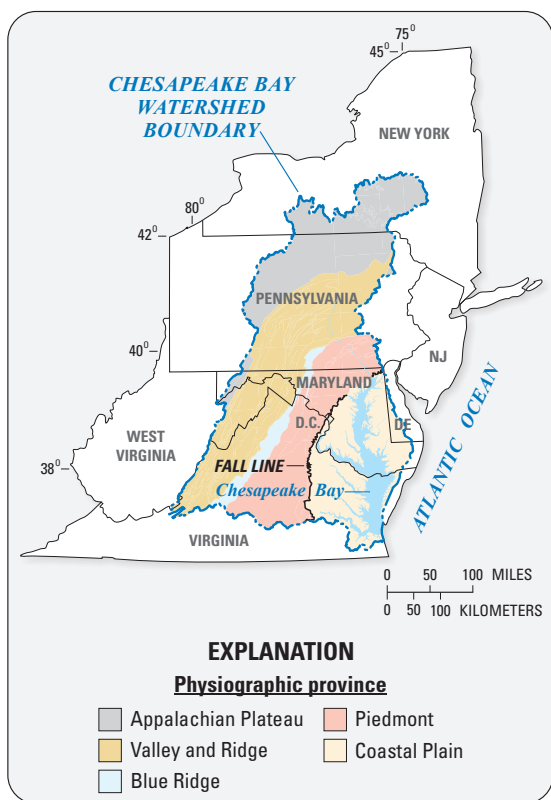 75°
45°
CHESAPEAKE BAY
WATERSHED
BOUNDARY
NEW YORK
80°
42°
PENNSYLVANIA
40°
NJ
MARYLAND
D.C.
DE
WEST
VIRGINIA
38°
FALL LINE
Chesapeake Bay
ATLANTIC OCEAN
VIRGINIA
0 50 100 MILES
0 50 100 KILOMETERS
EXPLANATION
Physiographic province
Appalachian Plateau
Valley and Ridge
Blue Ridge
Piedmont
Coastal Plain